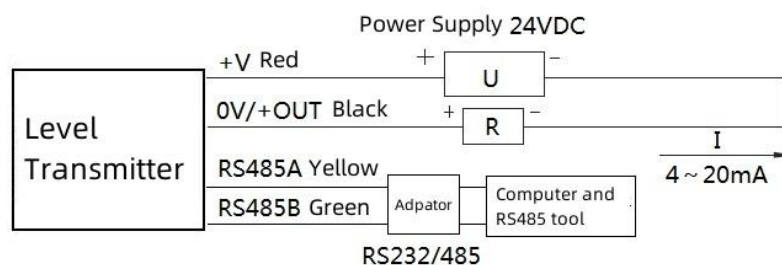 Power Supply 24VDC
+V Red
+ U −
0V/+OUT Black
+ R −
Level
Transmitter
I
4～20mA
RS485A Yellow
RS485B Green
Adpator
Computer and
RS485 tool
RS232/485